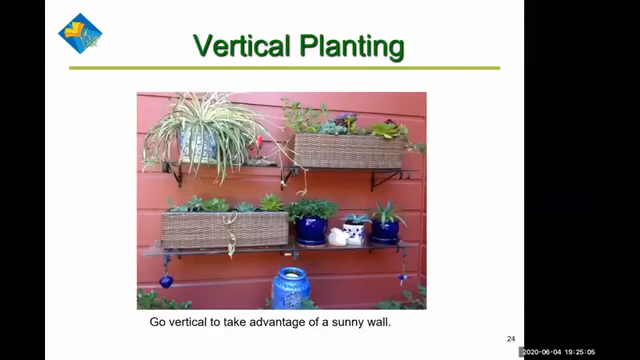 Vertical Planting
Go vertical to take advantage of a sunny wall.
24
2020-06-04 19:25:05